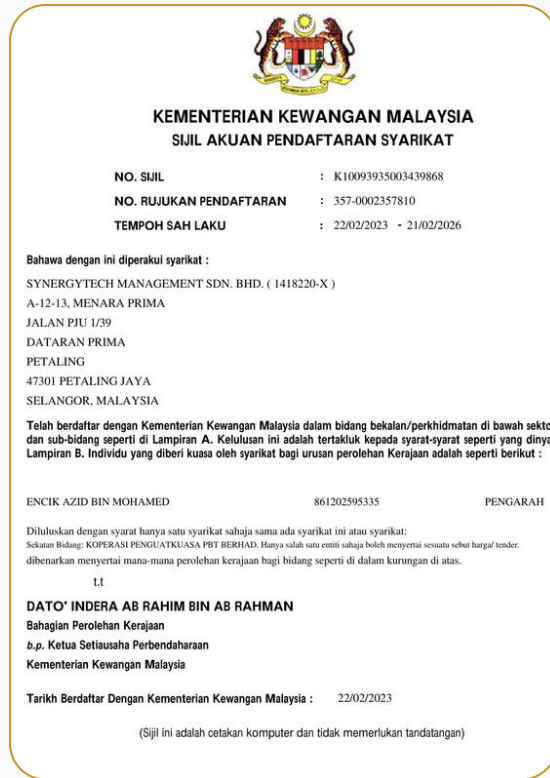 KEMENTERIAN KEWANGAN MALAYSIA
SIJIL AKUAN PENDAFTARAN SYARIKAT
NO. SIJIL : K10093935003439868
NO. RUJUKAN PENDAFTARAN : 357-0002357810
TEMPOH SAH LAKU : 22/02/2023 - 21/02/2026
Bahawa dengan ini diperakui syarikat :
SYNERGYTECH MANAGEMENT SDN. BHD. ( 1418220-X )
A-12-13, MENARA PRIMA
JALAN PJU 1/39
DATARAN PRIMA
PETALING
47301 PETALING JAYA
SELANGOR, MALAYSIA
Telah berdaftar dengan Kementerian Kewangan Malaysia dalam bidang bekalan/perkhidmatan di bawah sekto
dan sub-bidang seperti di Lampiran A. Kelulusan ini adalah tertakluk kepada syarat-syarat seperti yang dinya
Lampiran B. Individu yang diberi kuasa oleh syarikat bagi urusan perolehan Kerajaan adalah seperti berikut :
ENCIK AZID BIN MOHAMED 861202595335 PENGARAH
Diluluskan dengan syarat hanya satu syarikat sahaja sama ada syarikat ini atau syarikat:
Sekatan Bidang: KOPERASI PENGUATKUASA PBT BERHAD. Hanya salah satu entiti sahaja boleh menyertai sesuatu sebut harga/ tender.
dibenarkan menyertai mana-mana perolehan kerajaan bagi bidang seperti di dalam kurungan di atas.
t.t
DATO' INDERA AB RAHIM BIN AB RAHMAN
Bahagian Perolehan Kerajaan
b.p. Ketua Setiausaha Perbendaharaan
Kementerian Kewangan Malaysia
Tarikh Berdaftar Dengan Kementerian Kewangan Malaysia : 22/02/2023
(Sijil ini adalah cetakan komputer dan tidak memerlukan tandatangan)